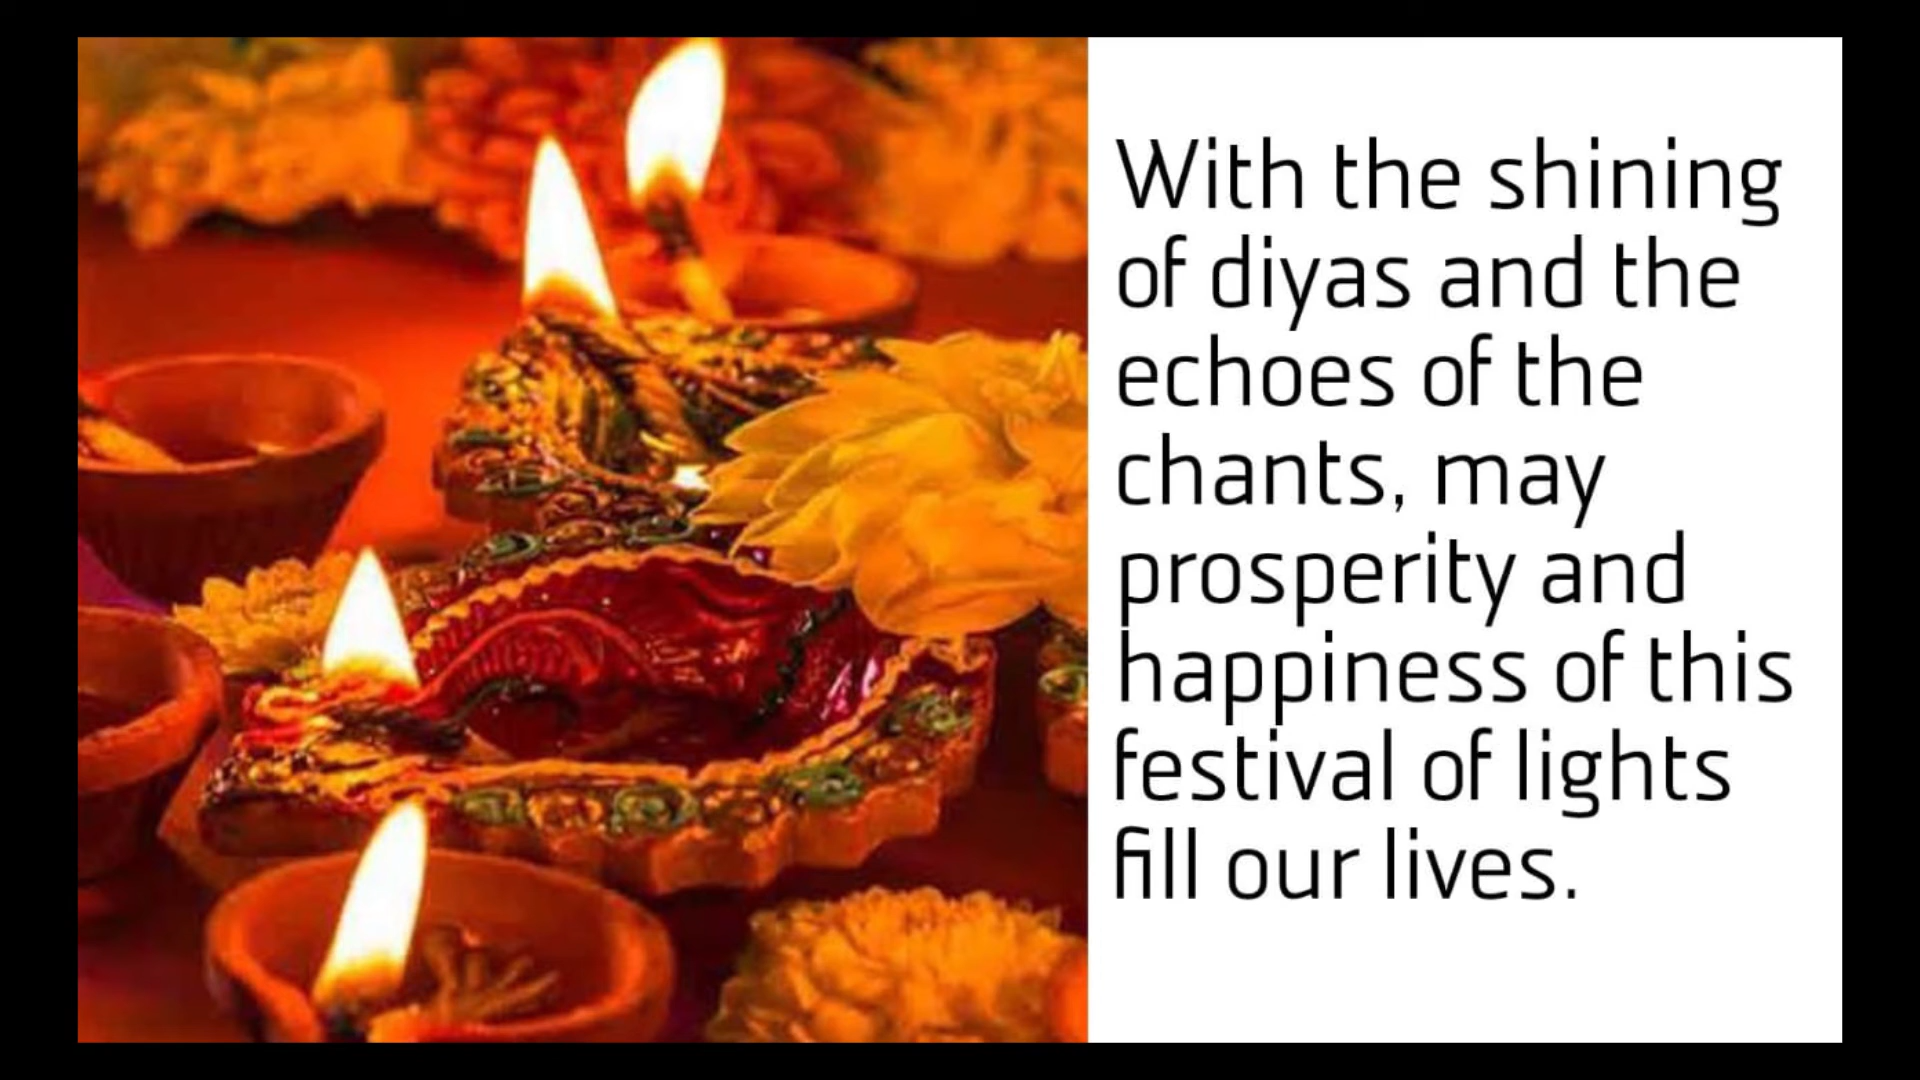 With the shining
of diyas and the
echoes of the
chants, may
prosperity and
happiness of this
festival of lights
fill our lives.